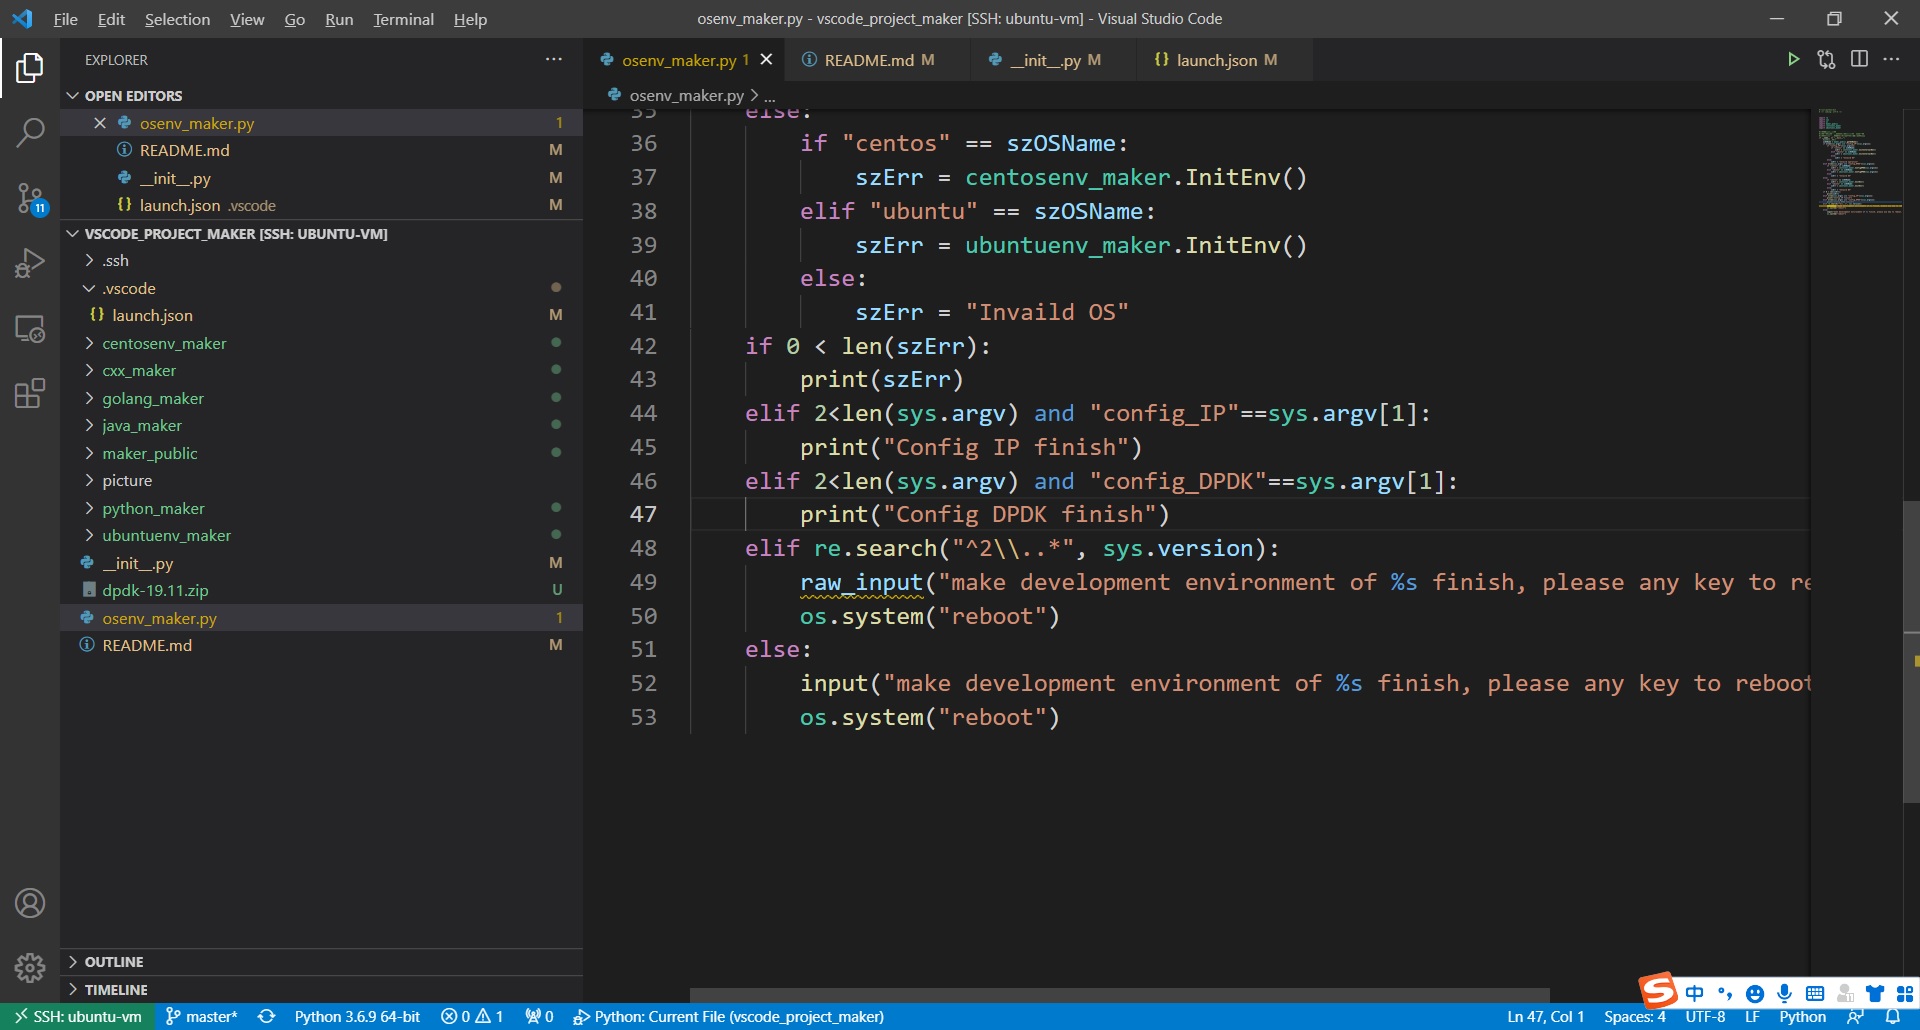 File Edit Selection View Go Run Terminal Help
osenv_maker.py - vscode_project_maker [SSH: ubuntu-vm] - Visual Studio Code
EXPLORER
OPEN EDITORS
osenv_maker.py 1
README.md M
__init__.py M
launch.json .vscode M
VSCODE_PROJECT_MAKER [SSH: UBUNTU-VM]
.ssh
.vscode
launch.json M
centosenv_maker
cxx_maker
golang_maker
java_maker
maker_public
picture
python_maker
ubuntuenv_maker
__init__.py M
dpdk-19.11.zip U
osenv_maker.py 1
README.md M
OUTLINE
TIMELINE
11
osenv_maker.py 1 README.md M __init__.py M launch.json M
osenv_maker.py > ...
35 else:
36 if "centos" == szOSName:
37 szErr = centosenv_maker.InitEnv()
38 elif "ubuntu" == szOSName:
39 szErr = ubuntuenv_maker.InitEnv()
40 else:
41 szErr = "Invaild OS"
42 if 0 < len(szErr):
43 print(szErr)
44 elif 2<len(sys.argv) and "config_IP"==sys.argv[1]:
45 print("Config IP finish")
46 elif 2<len(sys.argv) and "config_DPDK"==sys.argv[1]:
47 print("Config DPDK finish")
48 elif re.search("^2\\..*", sys.version):
49 raw_input("make development environment of %s finish, please any key to re
50 os.system("reboot")
51 else:
52 input("make development environment of %s finish, please any key to reboot
53 os.system("reboot")
中
SSH: ubuntu-vm master* Python 3.6.9 64-bit 0 1 0 Python: Current File (vscode_project_maker) Ln 47, Col 1 Spaces: 4 UTF-8 LF Python